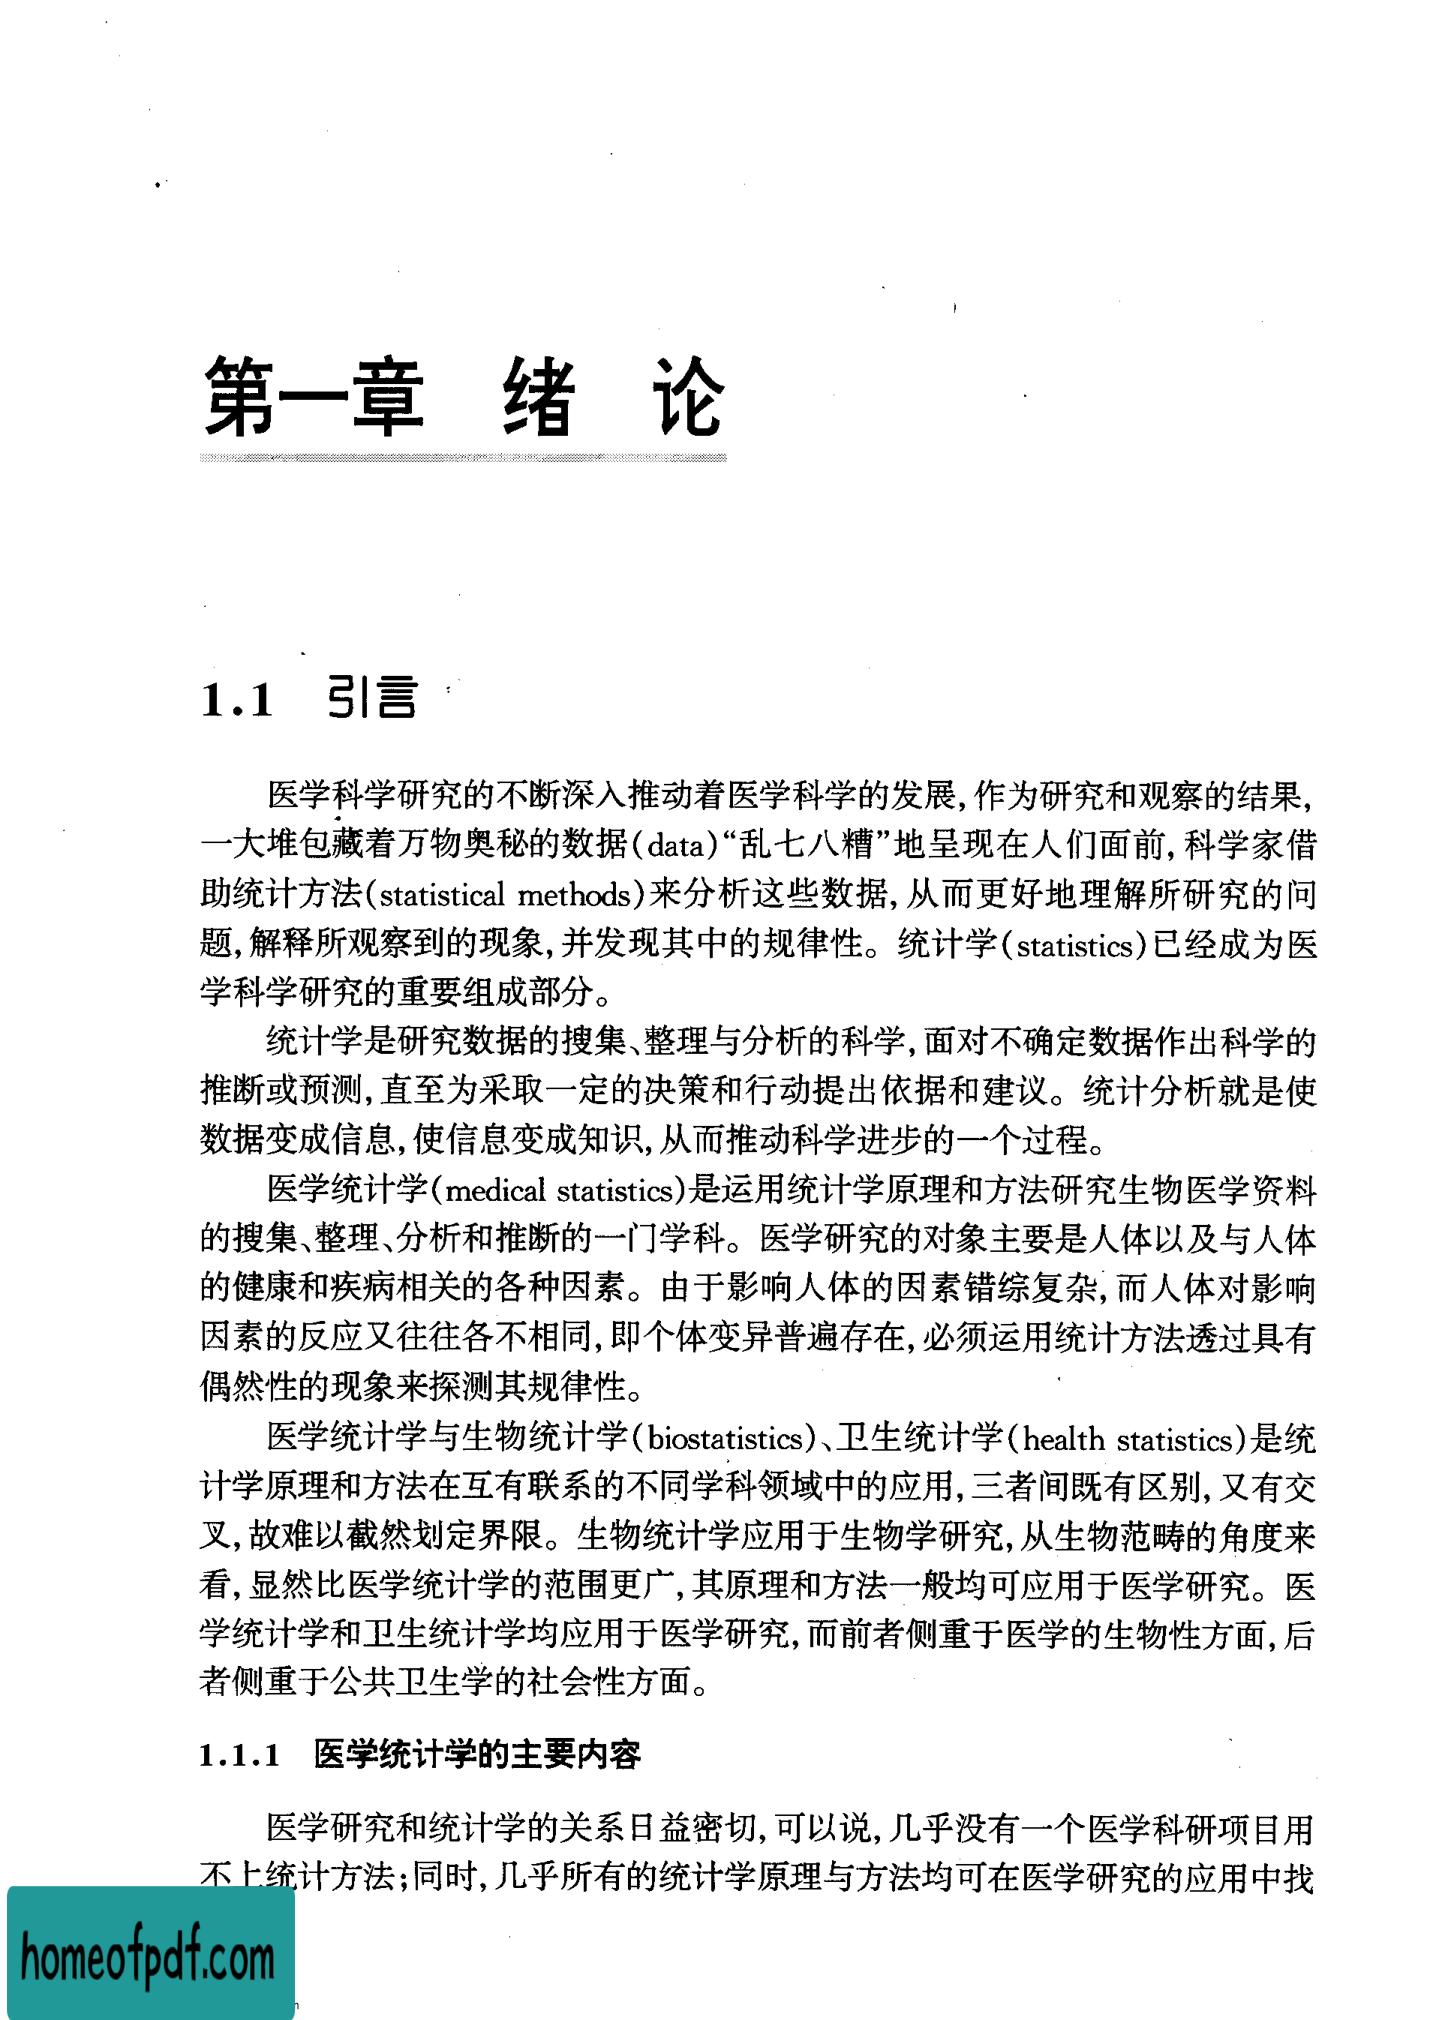 第一章 绪 论
1.1 引言
医学科学研究的不断深入推动着医学科学的发展,作为研究和观察的结果,
一大堆包藏着万物奥秘的数据(data)“乱七八糟”地呈现在人们面前,科学家借
助统计方法(statistical methods)来分析这些数据,从而更好地理解所研究的问
题,解释所观察到的现象,并发现其中的规律性。统计学(statistics)已经成为医
学科学研究的重要组成部分。
统计学是研究数据的搜集、整理与分析的科学,面对不确定数据作出科学的
推断或预测,直至为采取一定的决策和行动提出依据和建议。统计分析就是使
数据变成信息,使信息变成知识,从而推动科学进步的一个过程。
医学统计学(medical statistics)是运用统计学原理和方法研究生物医学资料
的搜集、整理、分析和推断的一门学科。医学研究的对象主要是人体以及与人体
的健康和疾病相关的各种因素。由于影响人体的因素错综复杂,而人体对影响
因素的反应又往往各不相同,即个体变异普遍存在,必须运用统计方法透过具有
偶然性的现象来探测其规律性。
医学统计学与生物统计学(biostatistics)、卫生统计学(health statistics)是统
计学原理和方法在互有联系的不同学科领域中的应用,三者间既有区别,又有交
叉,故难以截然划定界限。生物统计学应用于生物学研究,从生物范畴的角度来
看,显然比医学统计学的范围更广,其原理和方法一般均可应用于医学研究。医
学统计学和卫生统计学均应用于医学研究,而前者侧重于医学的生物性方面,后
者侧重于公共卫生学的社会性方面。
1.1.1 医学统计学的主要内容
医学研究和统计学的关系日益密切,可以说,几乎没有一个医学科研项目用
不上统计方法;同时,几乎所有的统计学原理与方法均可在医学研究的应用中找
homeofpdf.com